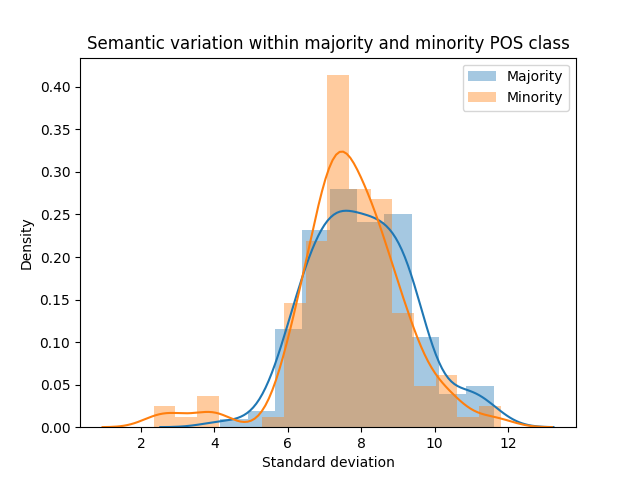 Semantic variation within majority and minority POS class
Majority
Minority
0.40
0.35
0.30
0.25
0.20
0.15
0.10
0.05
0.00
Density
2 4 6 8 10 12
Standard deviation